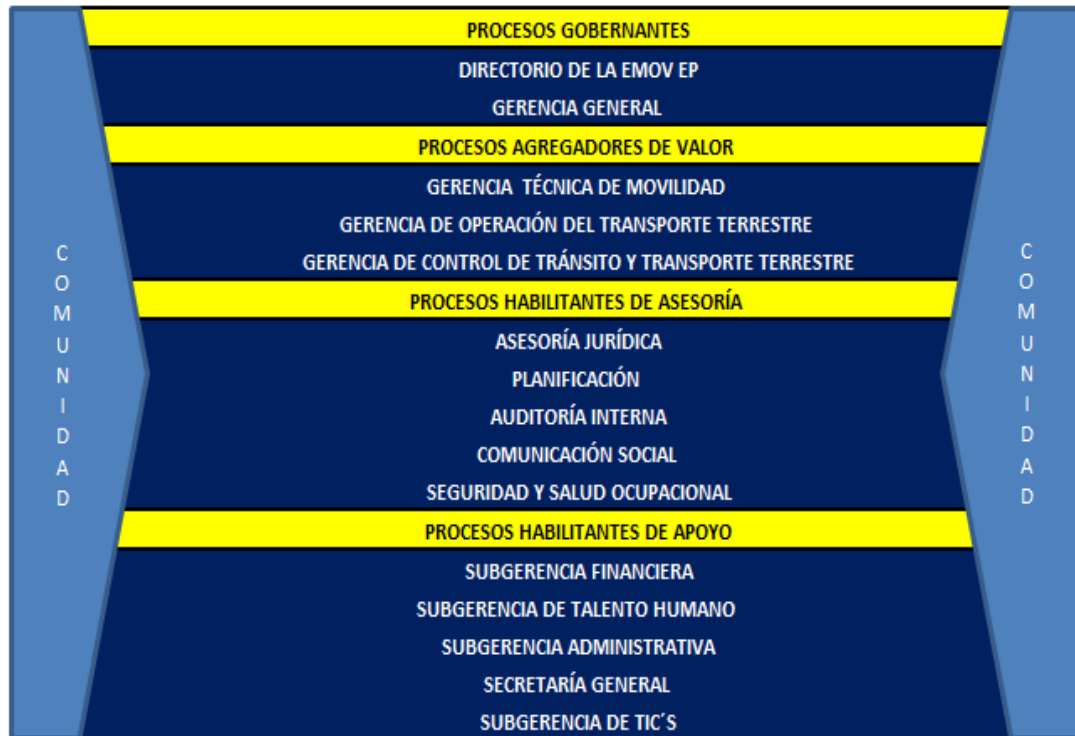 PROCESOS GOBERNANTES
DIRECTORIO DE LA EMOV EP
GERENCIA GENERAL
PROCESOS AGREGADORES DE VALOR
GERENCIA TÉCNICA DE MOVILIDAD
GERENCIA DE OPERACIÓN DEL TRANSPORTE TERRESTRE
GERENCIA DE CONTROL DE TRÁNSITO Y TRANSPORTE TERRESTRE
PROCESOS HABILITANTES DE ASESORÍA
ASESORÍA JURÍDICA
PLANIFICACIÓN
AUDITORÍA INTERNA
COMUNICACIÓN SOCIAL
SEGURIDAD Y SALUD OCUPACIONAL
PROCESOS HABILITANTES DE APOYO
SUBGERENCIA FINANCIERA
SUBGERENCIA DE TALENTO HUMANO
SUBGERENCIA ADMINISTRATIVA
SECRETARÍA GENERAL
SUBGERENCIA DE TIC´S
COMUNIDAD
COMUNIDAD